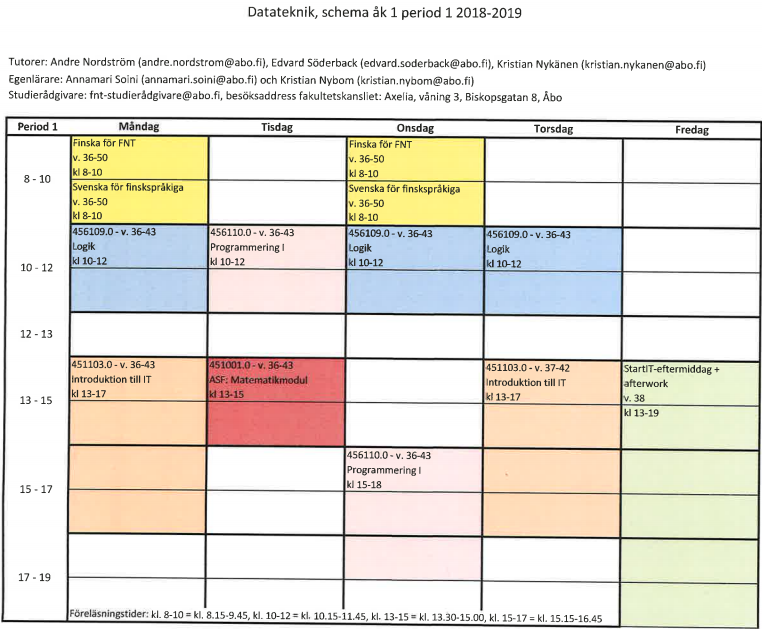 Datateknik, schema åk 1 period 1 2018-2019
Tutorer: Andre Nordström (andre.nordstrom@abo.fi), Edvard Söderback (edvard.soderback@abo.fi), Kristian Nykänen (kristian.nykanen@abo.fi)
Egenlärare: Annamari Soini (annamari.soini@abo.fi) och Kristian Nybom (kristian.nybom@abo.fi)
Studierådgivare: fnt-studierådgivare@abo.fi, besöksaddress fakultetskansliet: Axelia, våning 3, Biskopsgatan 8, Åbo
Period 1 Måndag Tisdag Onsdag Torsdag Fredag
8 - 10
Finska för FNT
v. 36-50
kl 8-10
Svenska för finskspråkiga
v. 36-50
kl 8-10
Finska för FNT
v. 36-50
kl 8-10
Svenska för finskspråkiga
v. 36-50
kl 8-10
10 - 12
456109.0 - v. 36-43
Logik
kl 10-12
456110.0 - v. 36-43
Programmering I
kl 10-12
456109.0 - v. 36-43
Logik
kl 10-12
456109.0 - v. 36-43
Logik
kl 10-12
12 - 13
13 - 15
451103.0 - v. 36-43
Introduktion till IT
kl 13-17
451001.0 - v. 36-43
ASF: Matematikmodul
kl 13-15
451103.0 - v. 37-42
Introduktion till IT
kl 13-17
StartIT-eftermiddag +
afterwork
v. 38
kl 13-19
15 - 17
456110.0 - v. 36-43
Programmering I
kl 15-18
17 - 19
Föreläsningstider: kl. 8-10 = kl. 8.15-9.45, kl. 10-12 = kl. 10.15-11.45, kl. 13-15 = kl. 13.30-15.00, kl. 15-17 = kl. 15.15-16.45